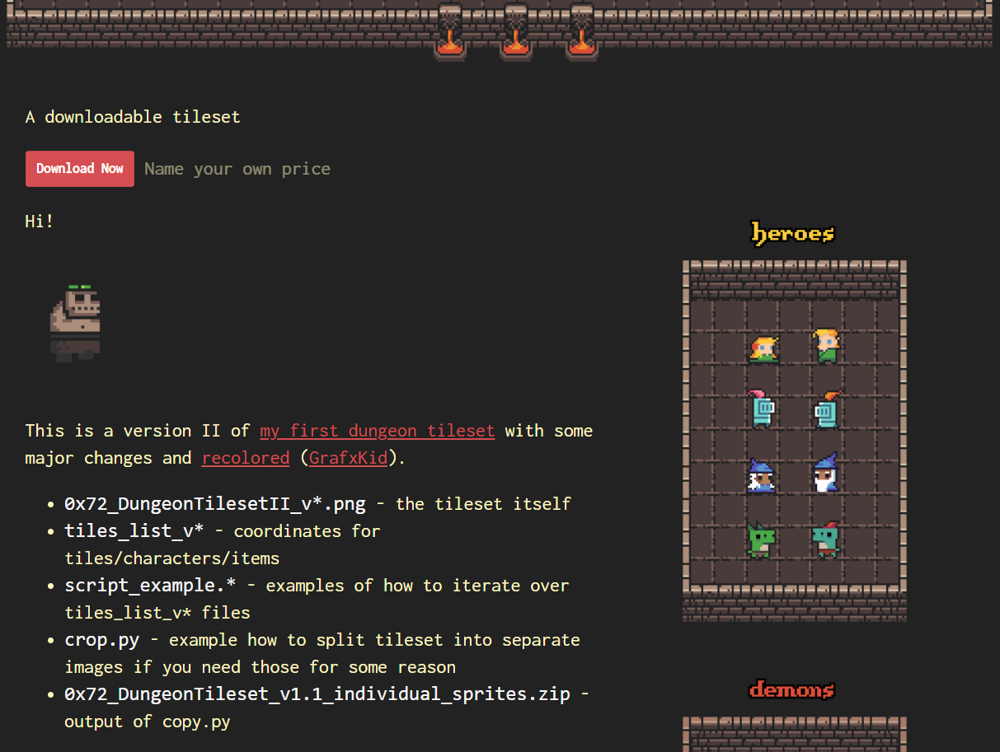 A downloadable tileset
Download Now Name your own price
Hi!
This is a version II of my first dungeon tileset with some
major changes and recolored (GrafxKid).
• 0x72_DungeonTilesetII_v*.png - the tileset itself
• tiles_list_v* - coordinates for
tiles/characters/items
• script_example.* - examples of how to iterate over
tiles_list_v* files
• crop.py - example how to split tileset into separate
images if you need those for some reason
• 0x72_DungeonTileset_v1.1_individual_sprites.zip -
output of copy.py
heroes
demons